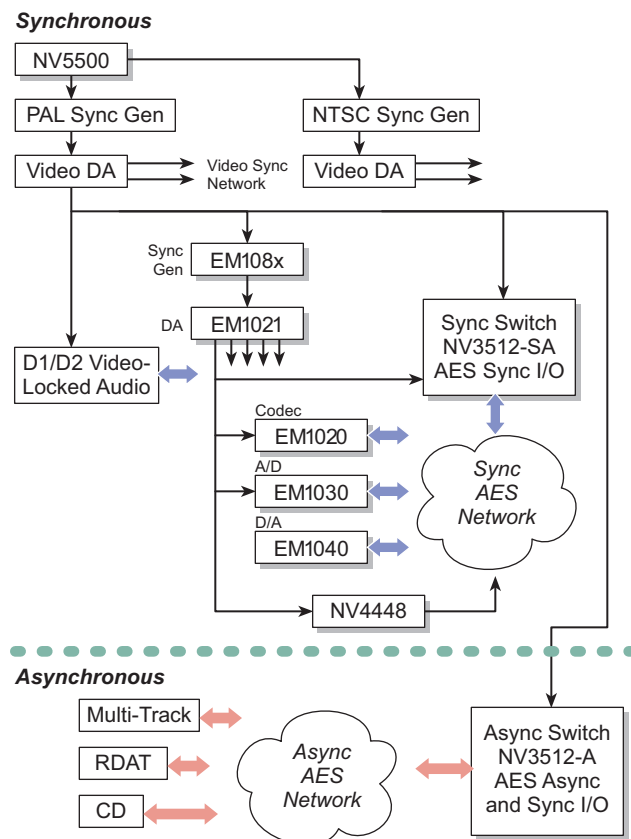 Synchronous
NV5500
PAL Sync Gen
NTSC Sync Gen
Video DA
Video Sync
Network
Video DA
Sync
Gen
EM108x
DA
EM1021
Sync Switch
NV3512-SA
AES Sync I/O
D1/D2 Video-
Locked Audio
Codec
EM1020
A/D
EM1030
D/A
EM1040
Sync
AES
Network
NV4448
Asynchronous
Multi-Track
RDAT
CD
Async
AES
Network
Async Switch
NV3512-A
AES Async
and Sync I/O